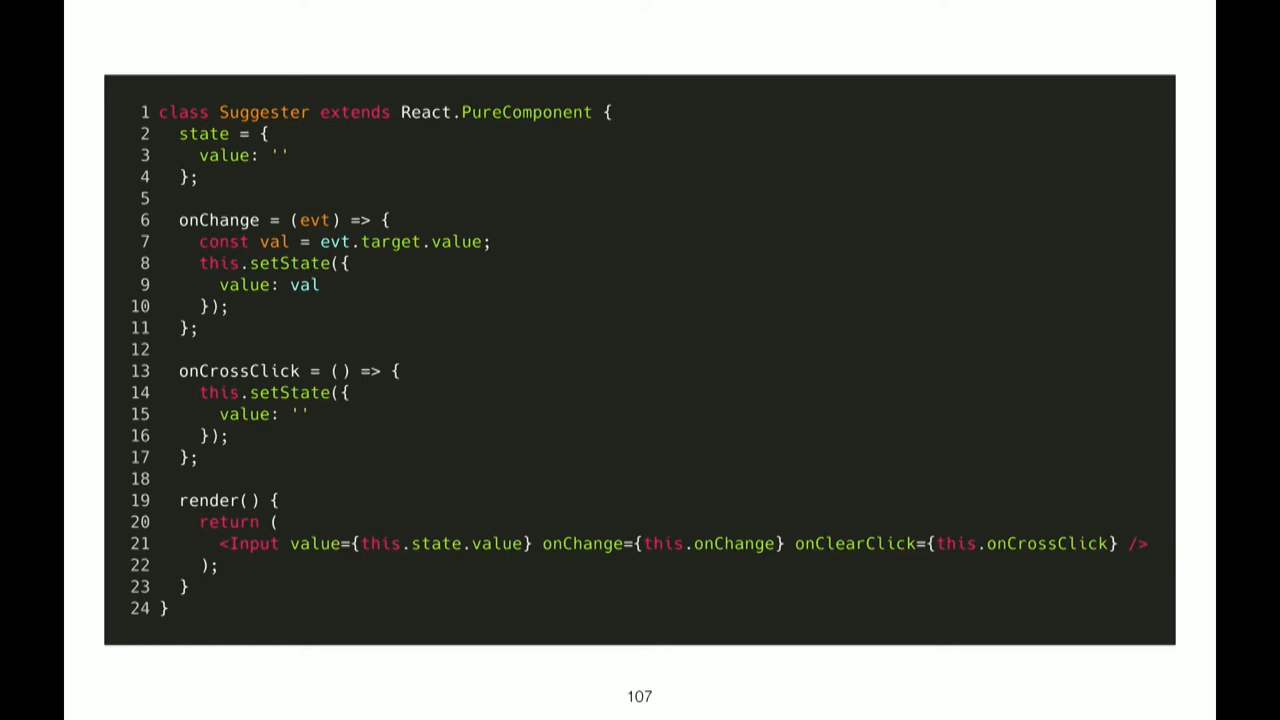 1 class Suggester extends React.PureComponent {
2   state = {
3     value: ''
4   };
5
6   onChange = (evt) => {
7     const val = evt.target.value;
8     this.setState({
9       value: val
10     });
11   };
12
13   onCrossClick = () => {
14     this.setState({
15       value: ''
16     });
17   };
18
19   render() {
20     return (
21       <Input value={this.state.value} onChange={this.onChange} onClearClick={this.onCrossClick} />
22     );
23   }
24 }
107